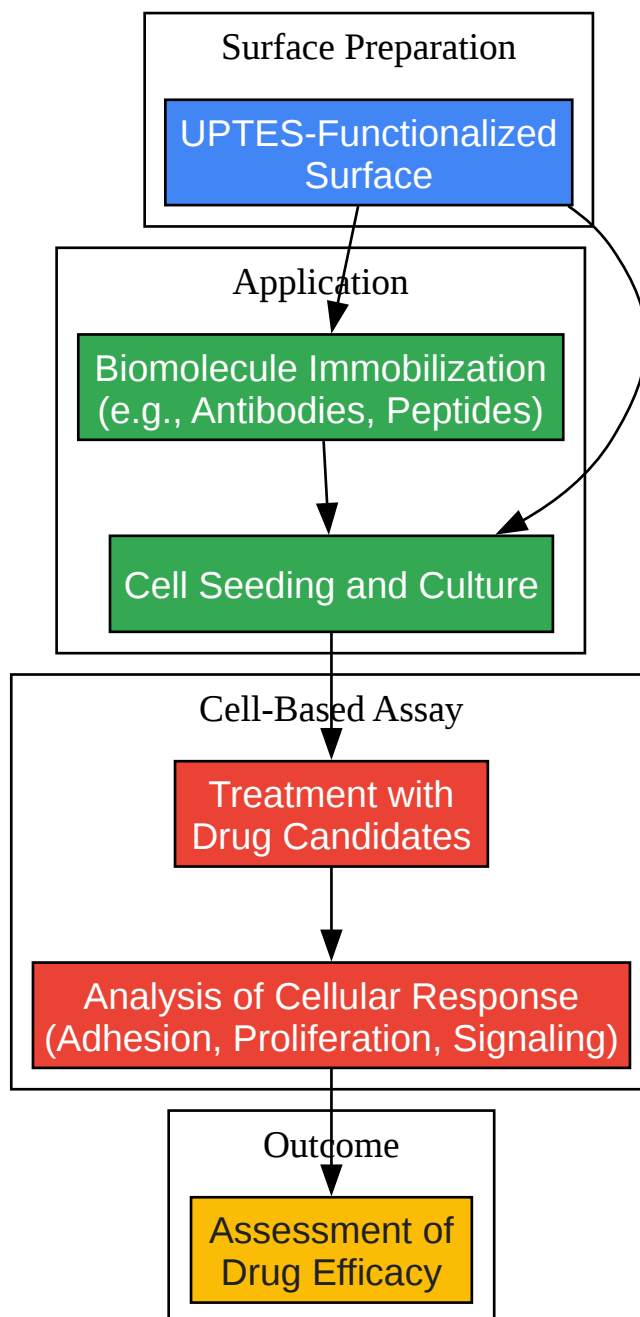 Surface Preparation
UPTES-Functionalized
Surface
Application
Biomolecule Immobilization
(e.g., Antibodies, Peptides)
Cell Seeding and Culture
Cell-Based Assay
Treatment with
Drug Candidates
Analysis of Cellular Response
(Adhesion, Proliferation, Signaling)
Outcome
Assessment of
Drug Efficacy